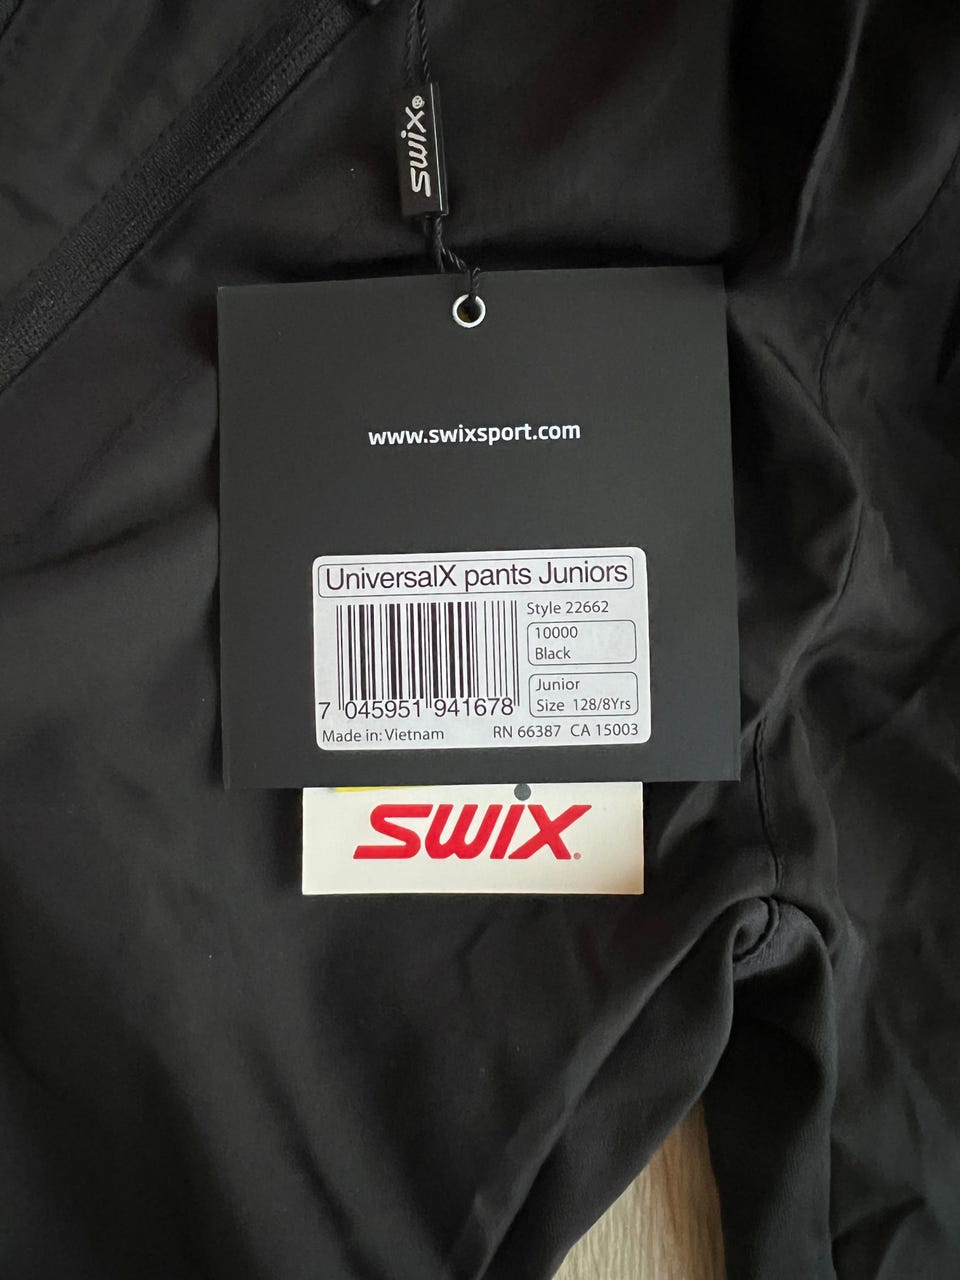 swix®
www.swixsport.com
UniversalX pants Juniors
Style 22662
10000
Black
Junior
Size 128/8Yrs
7 045951 941678
Made in: Vietnam RN 66387 CA 15003
SWIX®